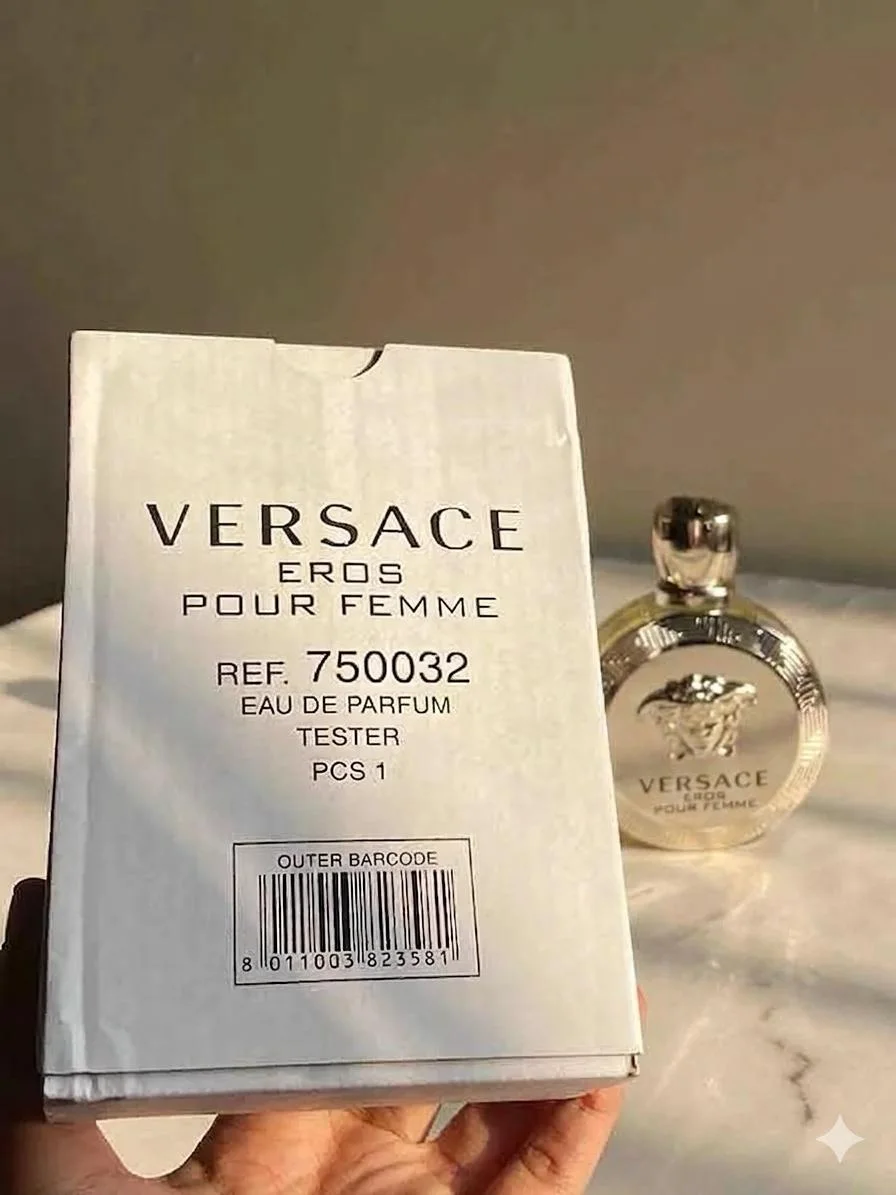 VERSACE
EROS
POUR FEMME
REF. 750032
EAU DE PARFUM
TESTER
PCS 1
OUTER BARCODE
8 011003 823581
VERSACE
EROS
POUR FEMME